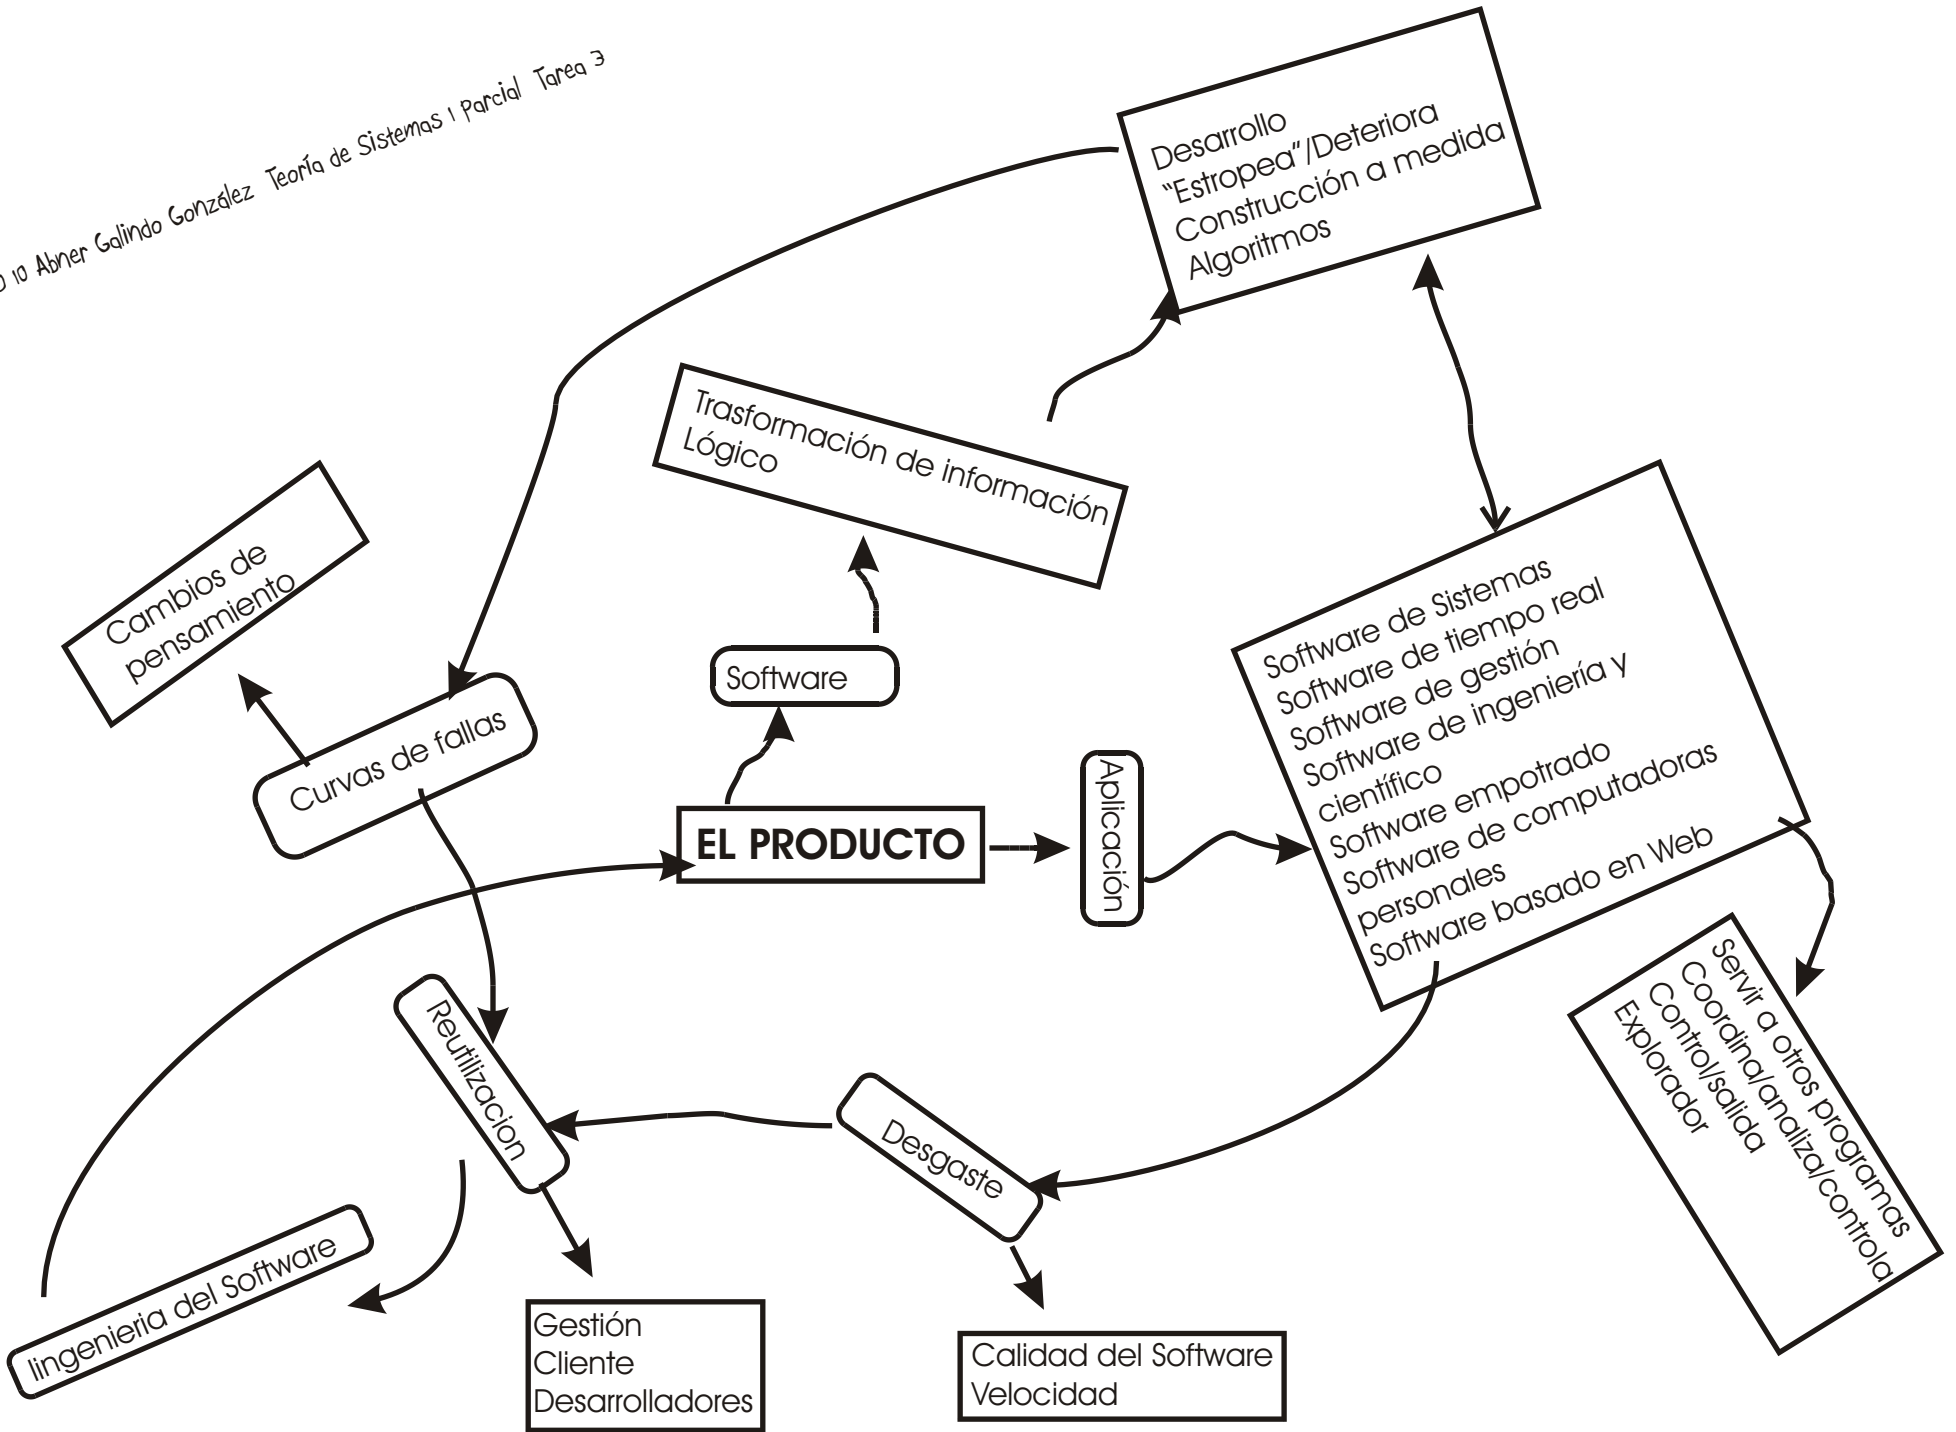 10 Abner Galindo González Teoría de Sistemas I Parcial Tarea 3
Desarrollo
“Estropea”/Deteriora
Construcción a medida
Algoritmos
Trasformación de información
Lógico
Cambios de
pensamiento
Software
Curvas de fallas
EL PRODUCTO
Aplicación
Software de Sistemas
Software de tiempo real
Software de gestión
Software de ingeniería y
científico
Software empotrado
Software de computadoras
personales
Software basado en Web
Servir a otros programas
Coordina/analiza/controla
Control/salida
Explorador
Reutilizacion
Desgaste
Iingenieria del Software
Gestión
Cliente
Desarrolladores
Calidad del Software
Velocidad